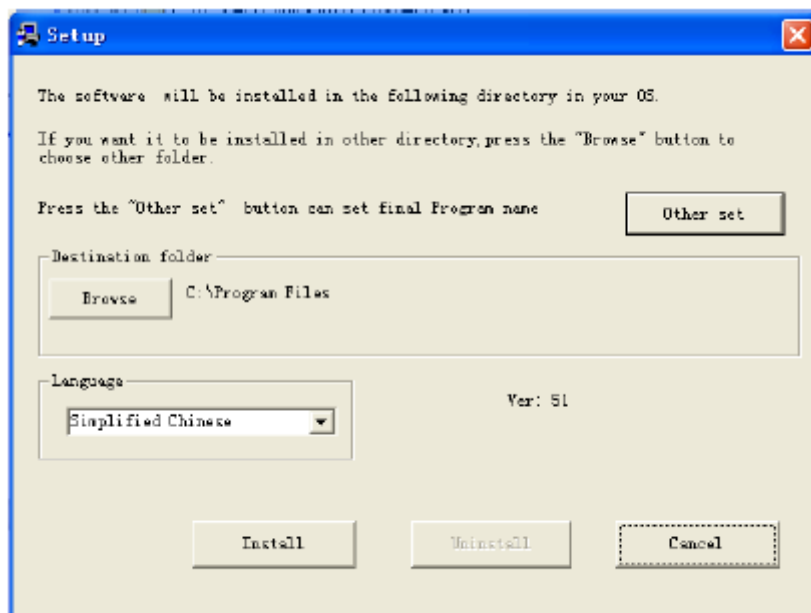 Setup
The software will be installed in the following directory in your OS.
If you want it to be installed in other directory, press the "Browse" button to
choose other folder.
Press the "Other set" button can set final Program name
Other set
Destination folder
Browse
C:\Program Files
Language
Simplified Chinese
Ver: 51
Install
Uninstall
Cancel